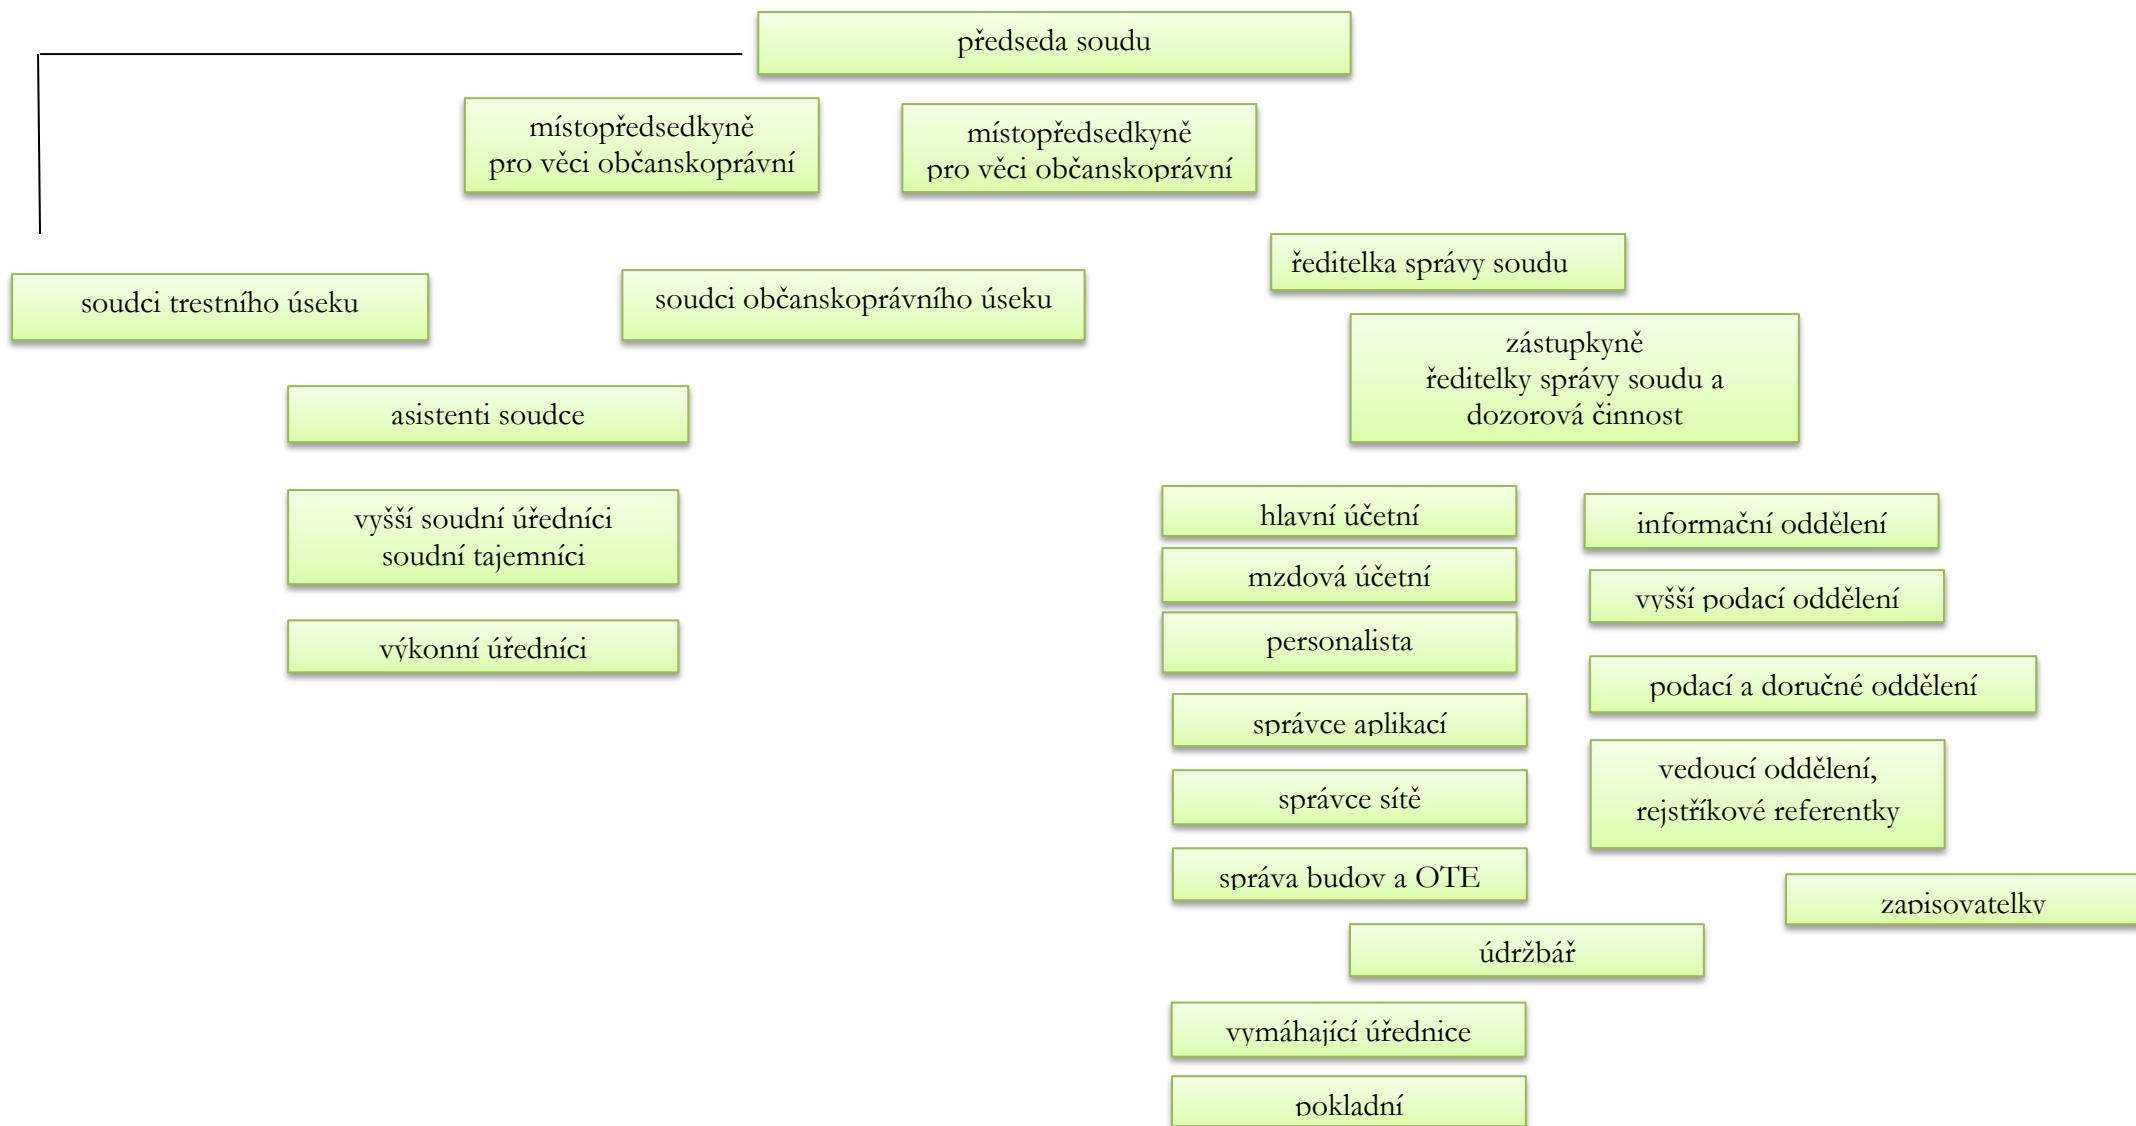 předseda soudu
místopředsedkyně
pro věci občanskoprávní
místopředsedkyně
pro věci občanskoprávní
ředitelka správy soudu
soudci trestního úseku
soudci občanskoprávního úseku
zástupkyně
ředitelky správy soudu a
dozorová činnost
asistenti soudce
vyšší soudní úředníci
soudní tajemníci
výkonní úředníci
hlavní účetní
mzdová účetní
personalista
správce aplikací
správce sítě
správa budov a OTE
údržbář
vymáhající úřednice
pokladní
informační oddělení
vyšší podací oddělení
podací a doručné oddělení
vedoucí oddělení,
rejstříkové referentky
zapisovatelky